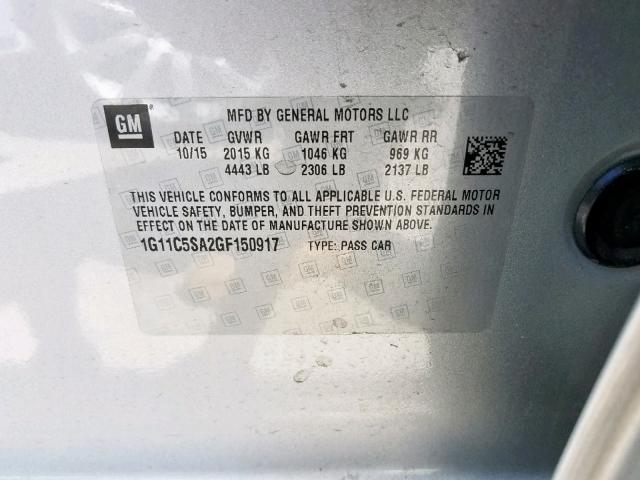 GM
MFD BY GENERAL MOTORS LLC
DATE GVWR GAWR FRT GAWR RR
10/15 2015 KG 1046 KG 969 KG
4443 LB 2306 LB 2137 LB
THIS VEHICLE CONFORMS TO ALL APPLICABLE U.S. FEDERAL MOTOR
VEHICLE SAFETY, BUMPER, AND THEFT PREVENTION STANDARDS IN
EFFECT ON THE DATE OF MANUFACTURE SHOWN ABOVE.
1G11C5SA2GF150917 TYPE: PASS CAR